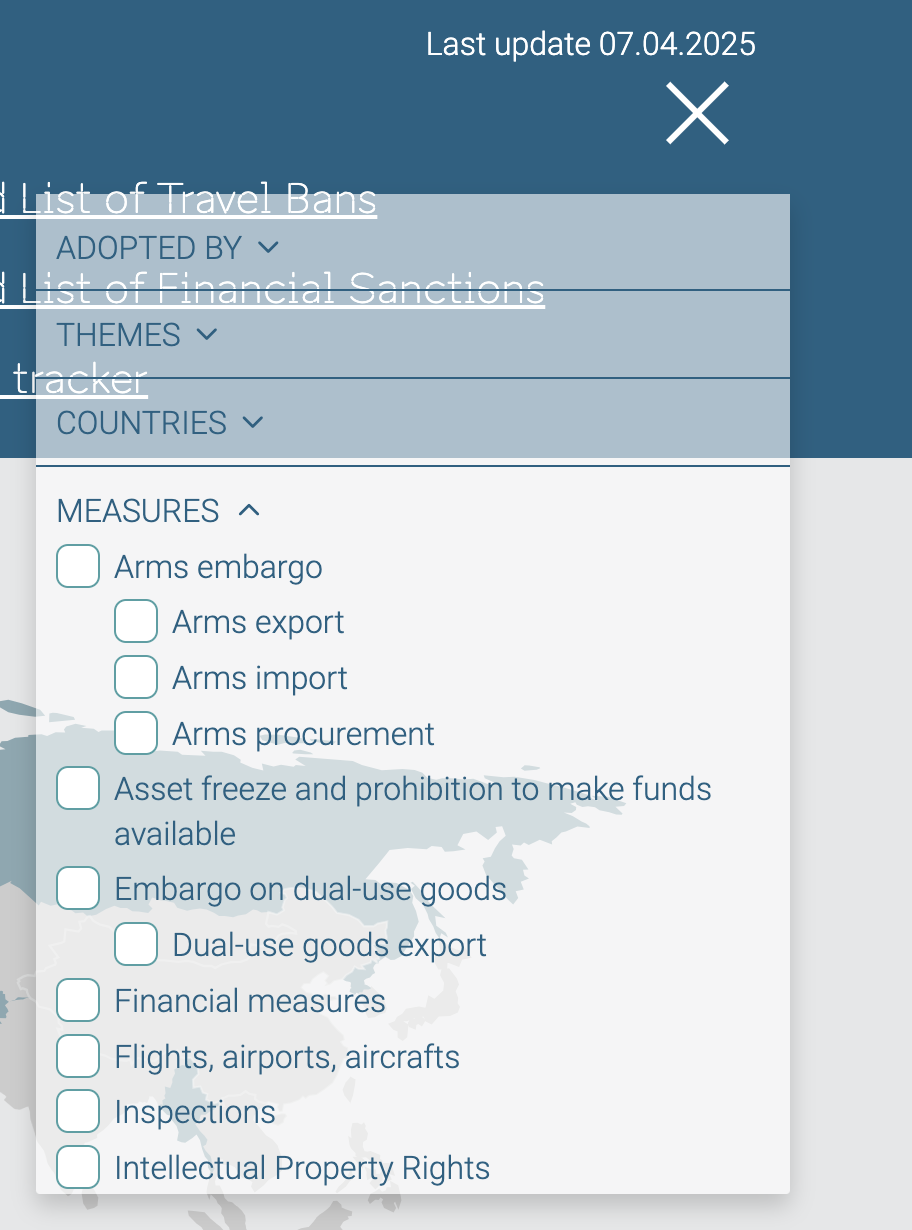 Last update 07.04.2025
d List of Travel Bans
ADOPTED BY
d List of Financial Sanctions
THEMES
tracker
COUNTRIES
MEASURES
Arms embargo
Arms export
Arms import
Arms procurement
Asset freeze and prohibition to make funds
available
Embargo on dual-use goods
Dual-use goods export
Financial measures
Flights, airports, aircrafts
Inspections
Intellectual Property Rights